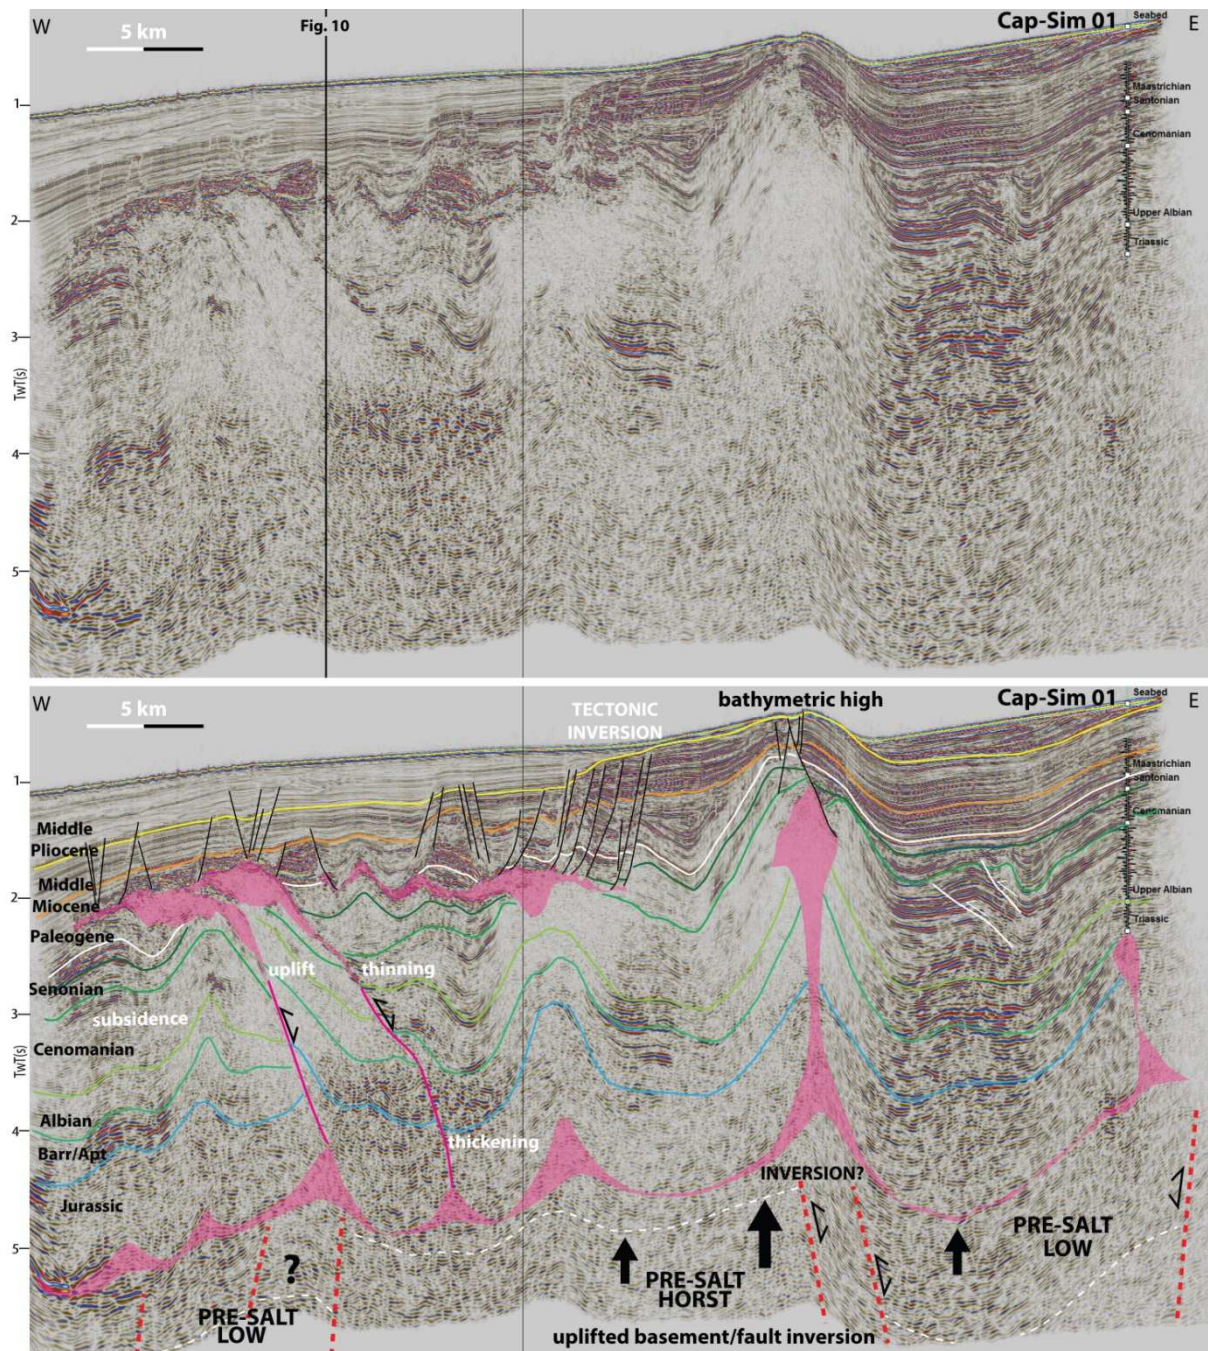 W
5 km
Fig. 10
Cap-Sim 01
Seabed
E
Maastrichian
Santonian
Cenomanian
Upper Albian
Triassic
1
2
3
TwT(s)
4
5
W
5 km
TECTONIC
INVERSION
bathymetric high
Cap-Sim 01
Seabed
E
Maastrichian
Santonian
Cenomanian
Upper Albian
Triassic
1
Middle
Pliocene
Middle
2
Miocene
Paleogene
uplift
thinning
Senonian
subsidence
3
TwT(s)
Cenomanian
Albian
4
Barr/Apt
thickening
Jurassic
INVERSION?
5
?
PRE-SALT
LOW
PRE-SALT
HORST
PRE-SALT
LOW
uplifted basement/fault inversion